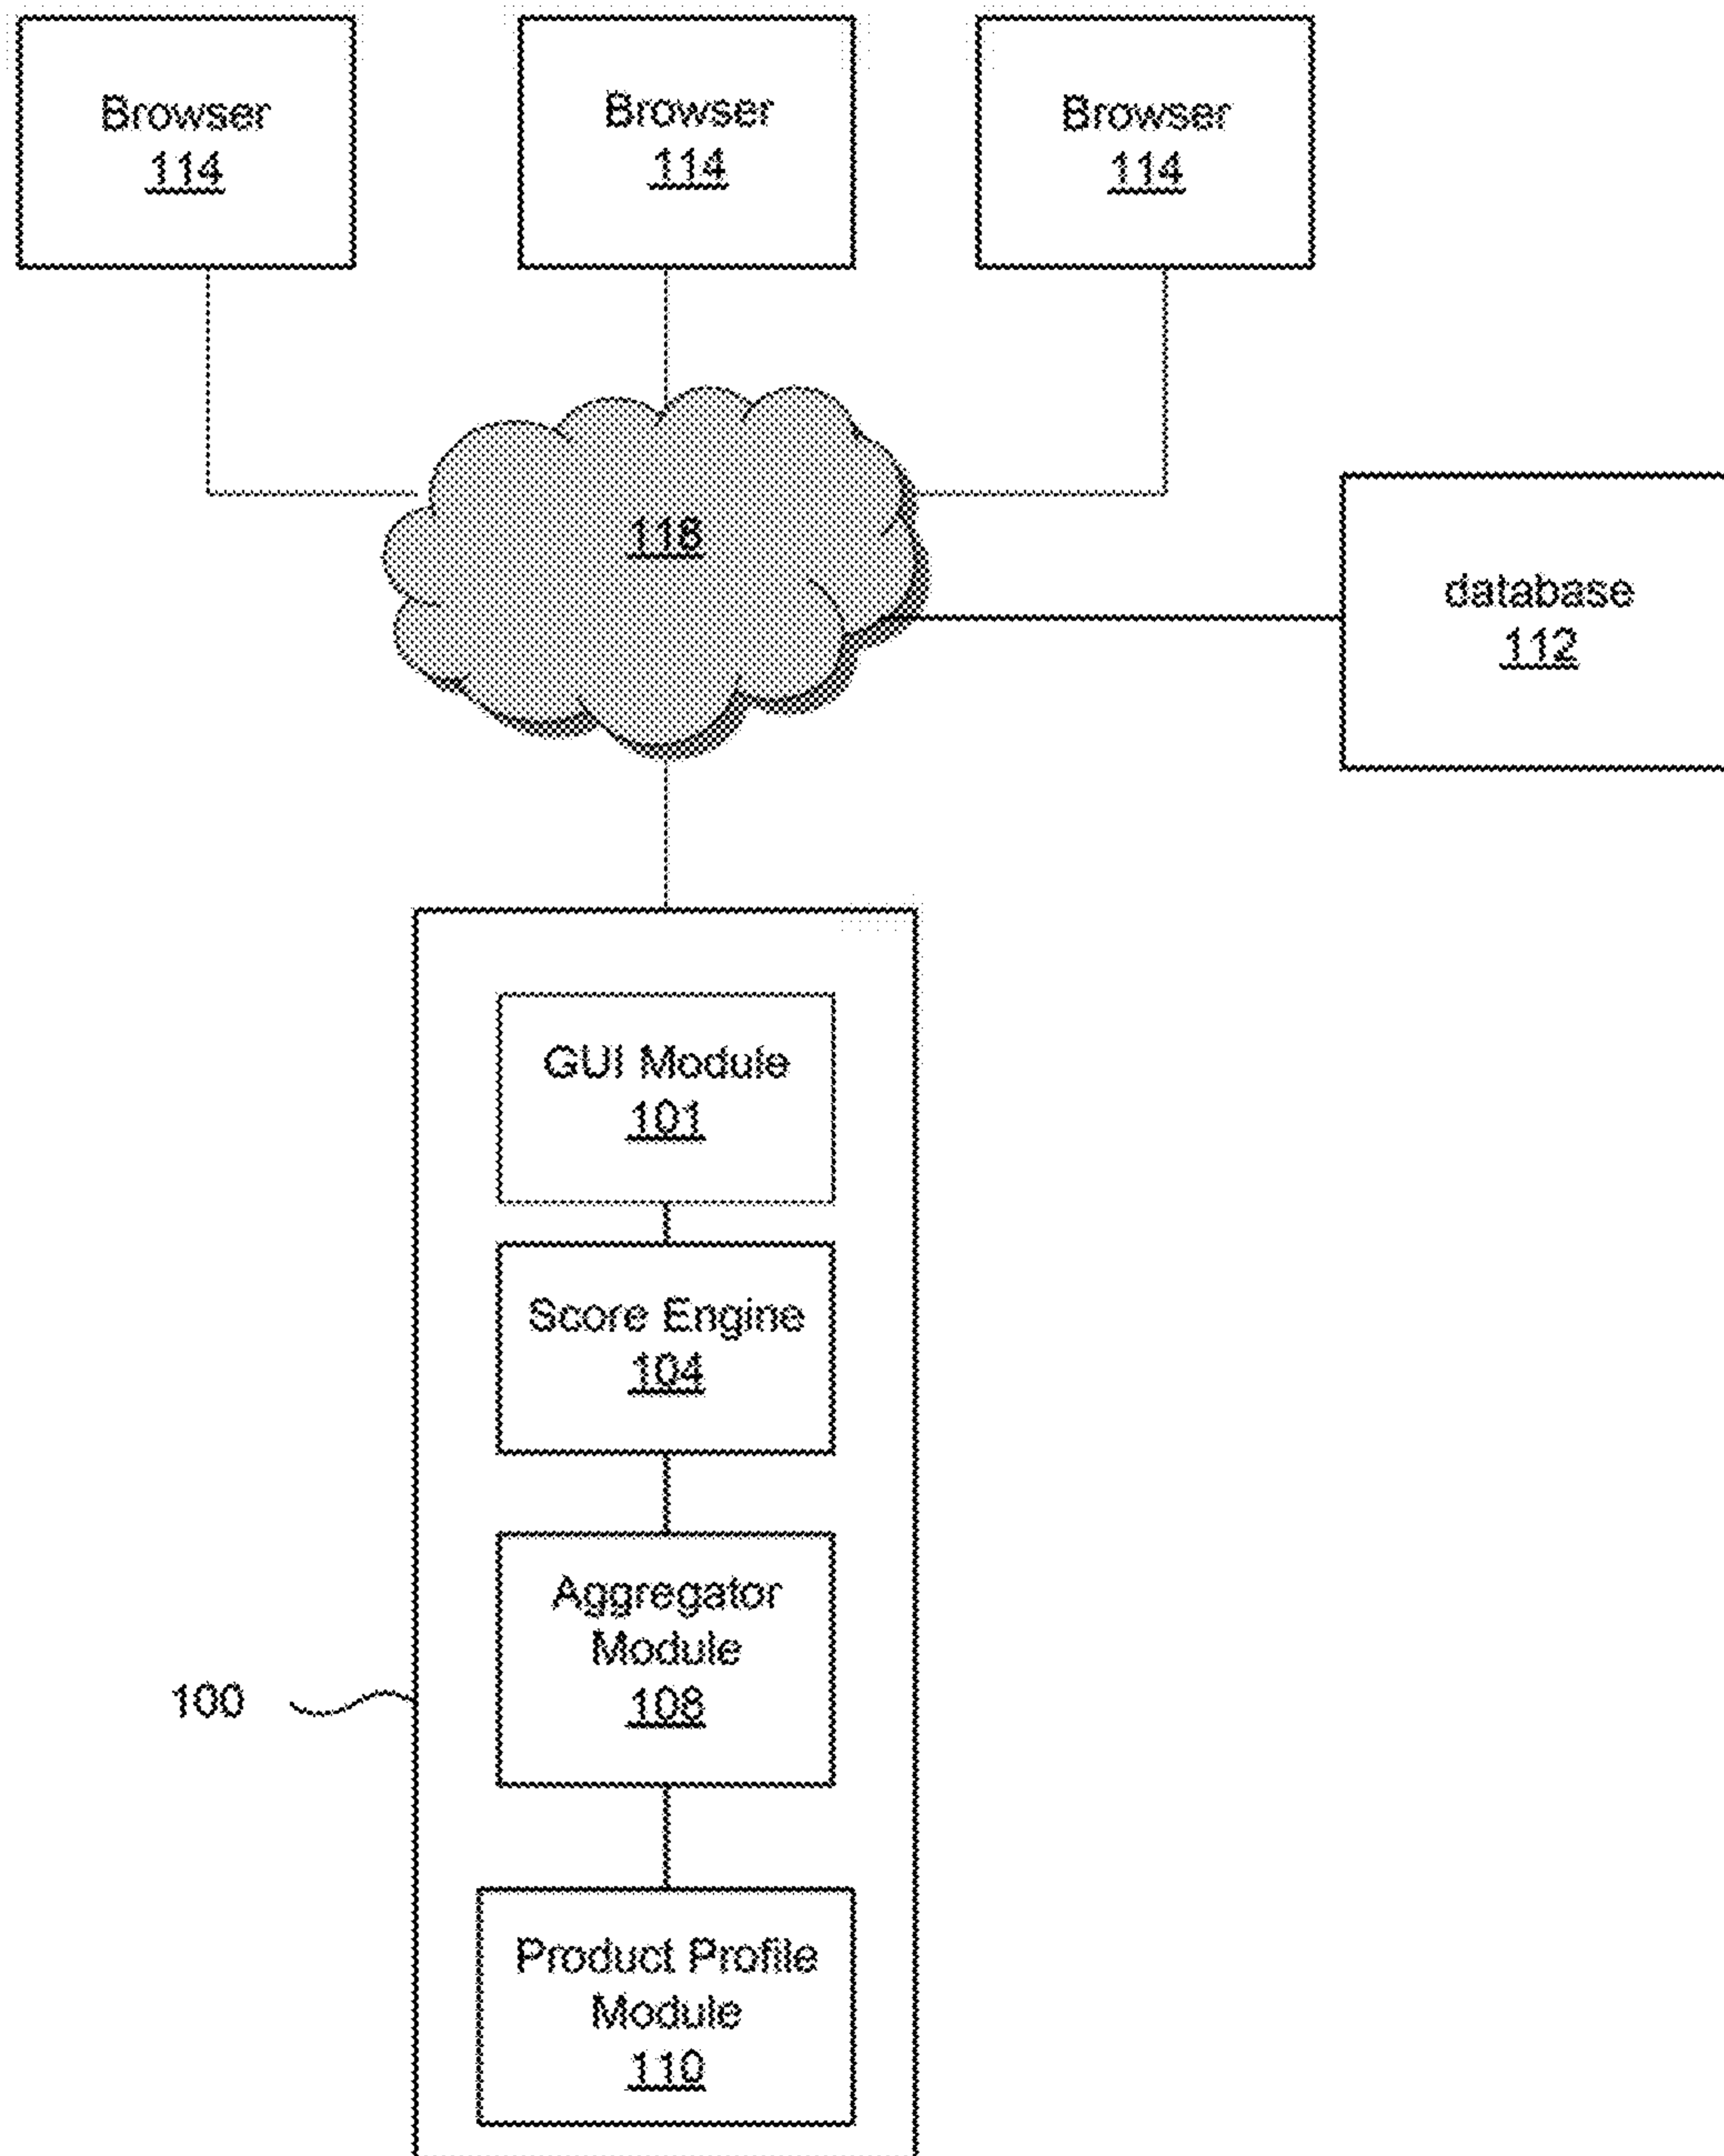 Browser
114
Browser
114
Browser
114
118
database
112
GUI Module
101
Score Engine
104
Aggregator
Module
108
100
Product Profile
Module
110